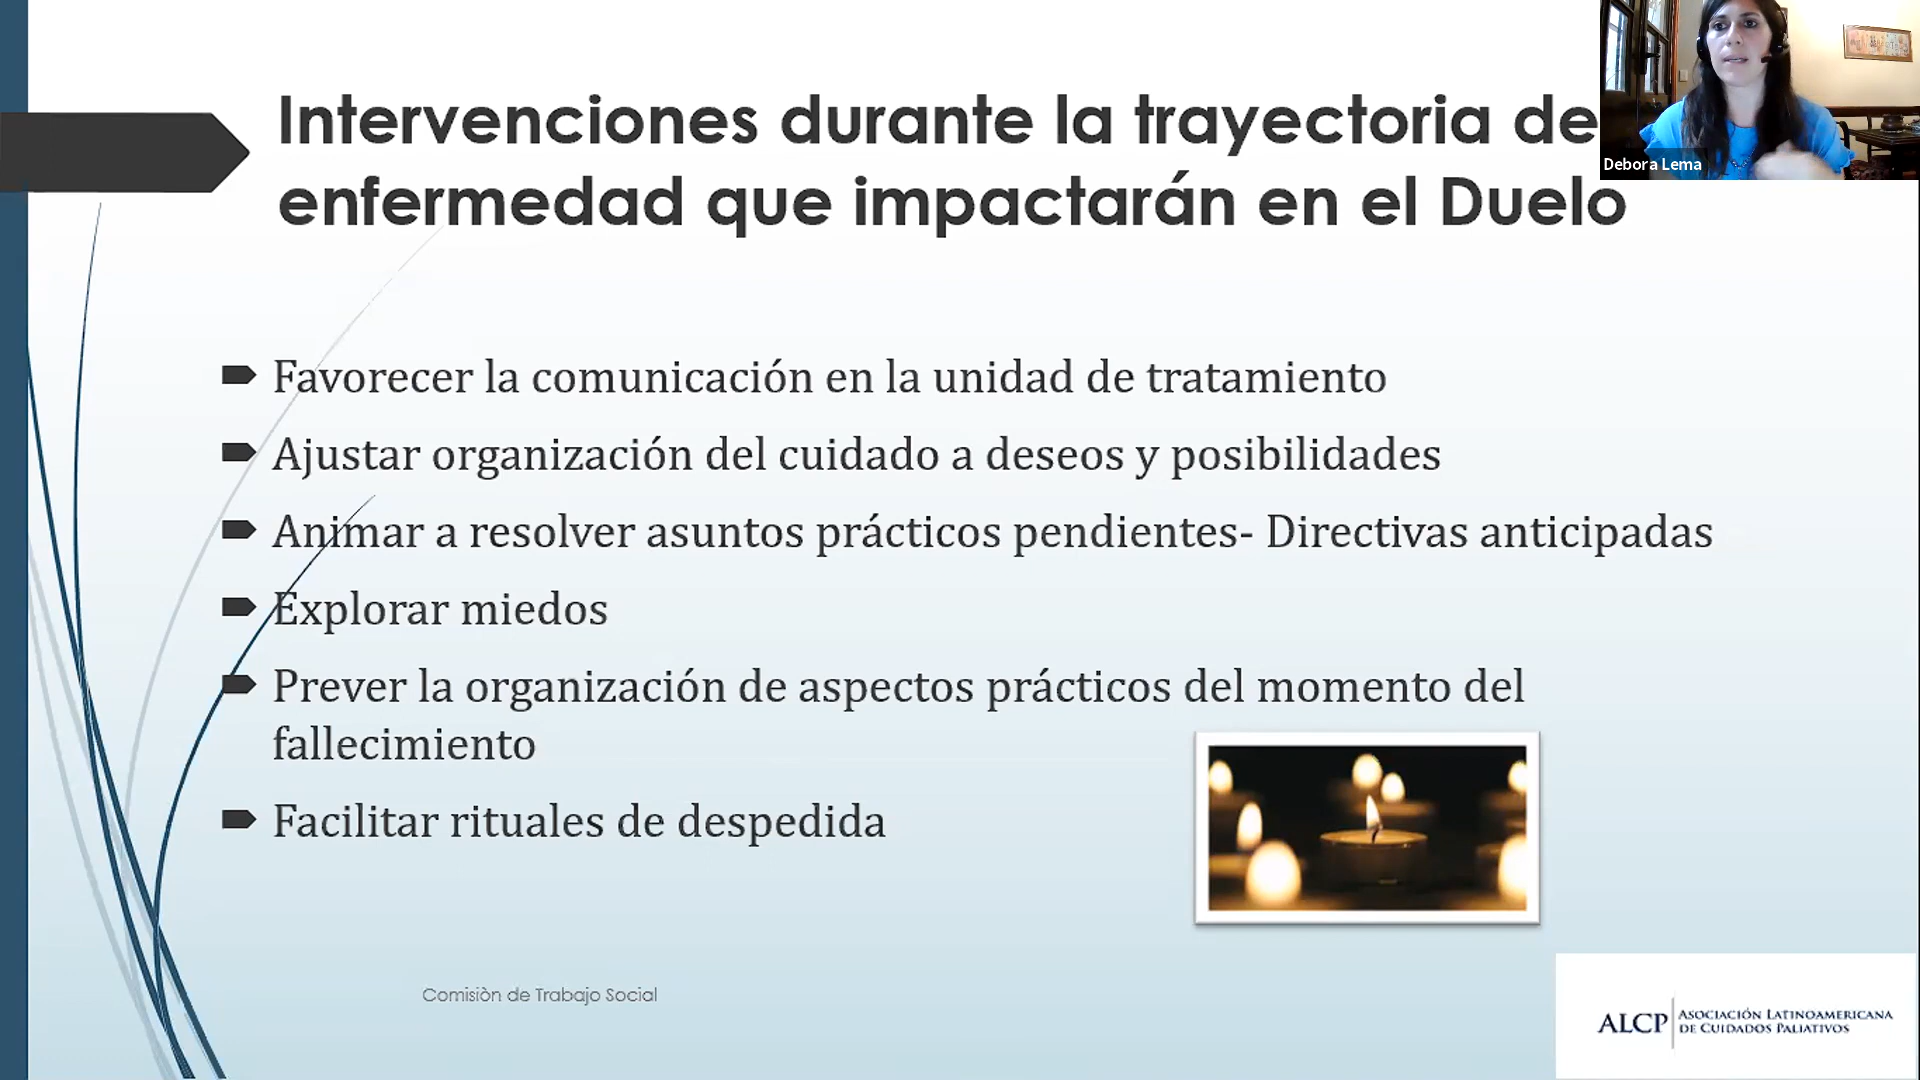 Intervenciones durante la trayectoria de
enfermedad que impactarán en el Duelo
Debora Lema
Favorecer la comunicación en la unidad de tratamiento
Ajustar organización del cuidado a deseos y posibilidades
Animar a resolver asuntos prácticos pendientes- Directivas anticipadas
Explorar miedos
Prever la organización de aspectos prácticos del momento del
fallecimiento
Facilitar rituales de despedida
Comisiòn de Trabajo Social
ALCP
ASOCIACIÓN LATINOAMERICANA
DE CUIDADOS PALIATIVOS